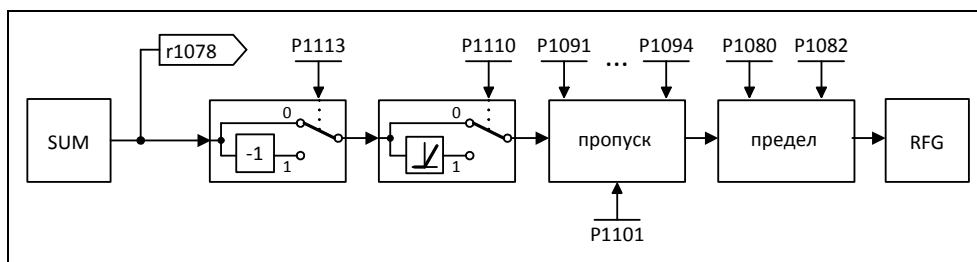 r1078
P1113
P1110
P1091
...
P1094
P1080
P1082
SUM
0
-1
1
0
1
пропуск
предел
RFG
P1101